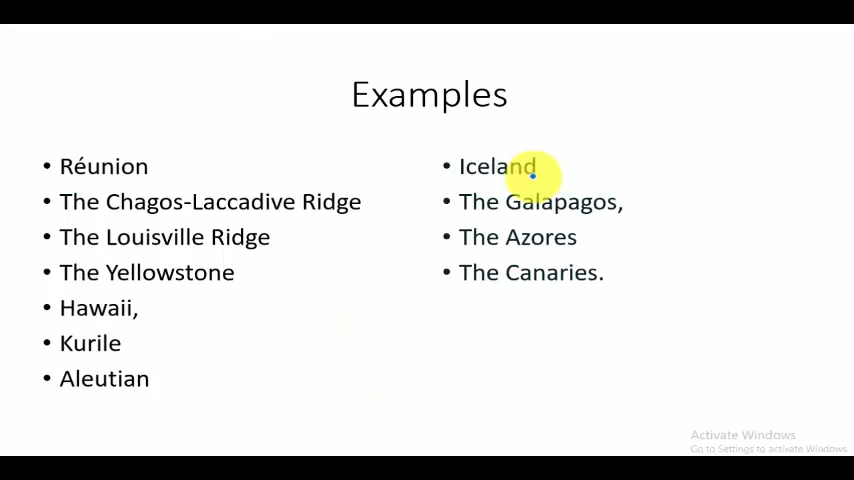 Examples
• Réunion
• The Chagos-Laccadive Ridge
• The Louisville Ridge
• The Yellowstone
• Hawaii,
• Kurile
• Aleutian
• Iceland
• The Galapagos,
• The Azores
• The Canaries.
Activate Windows
Go to Settings to activate Windows.